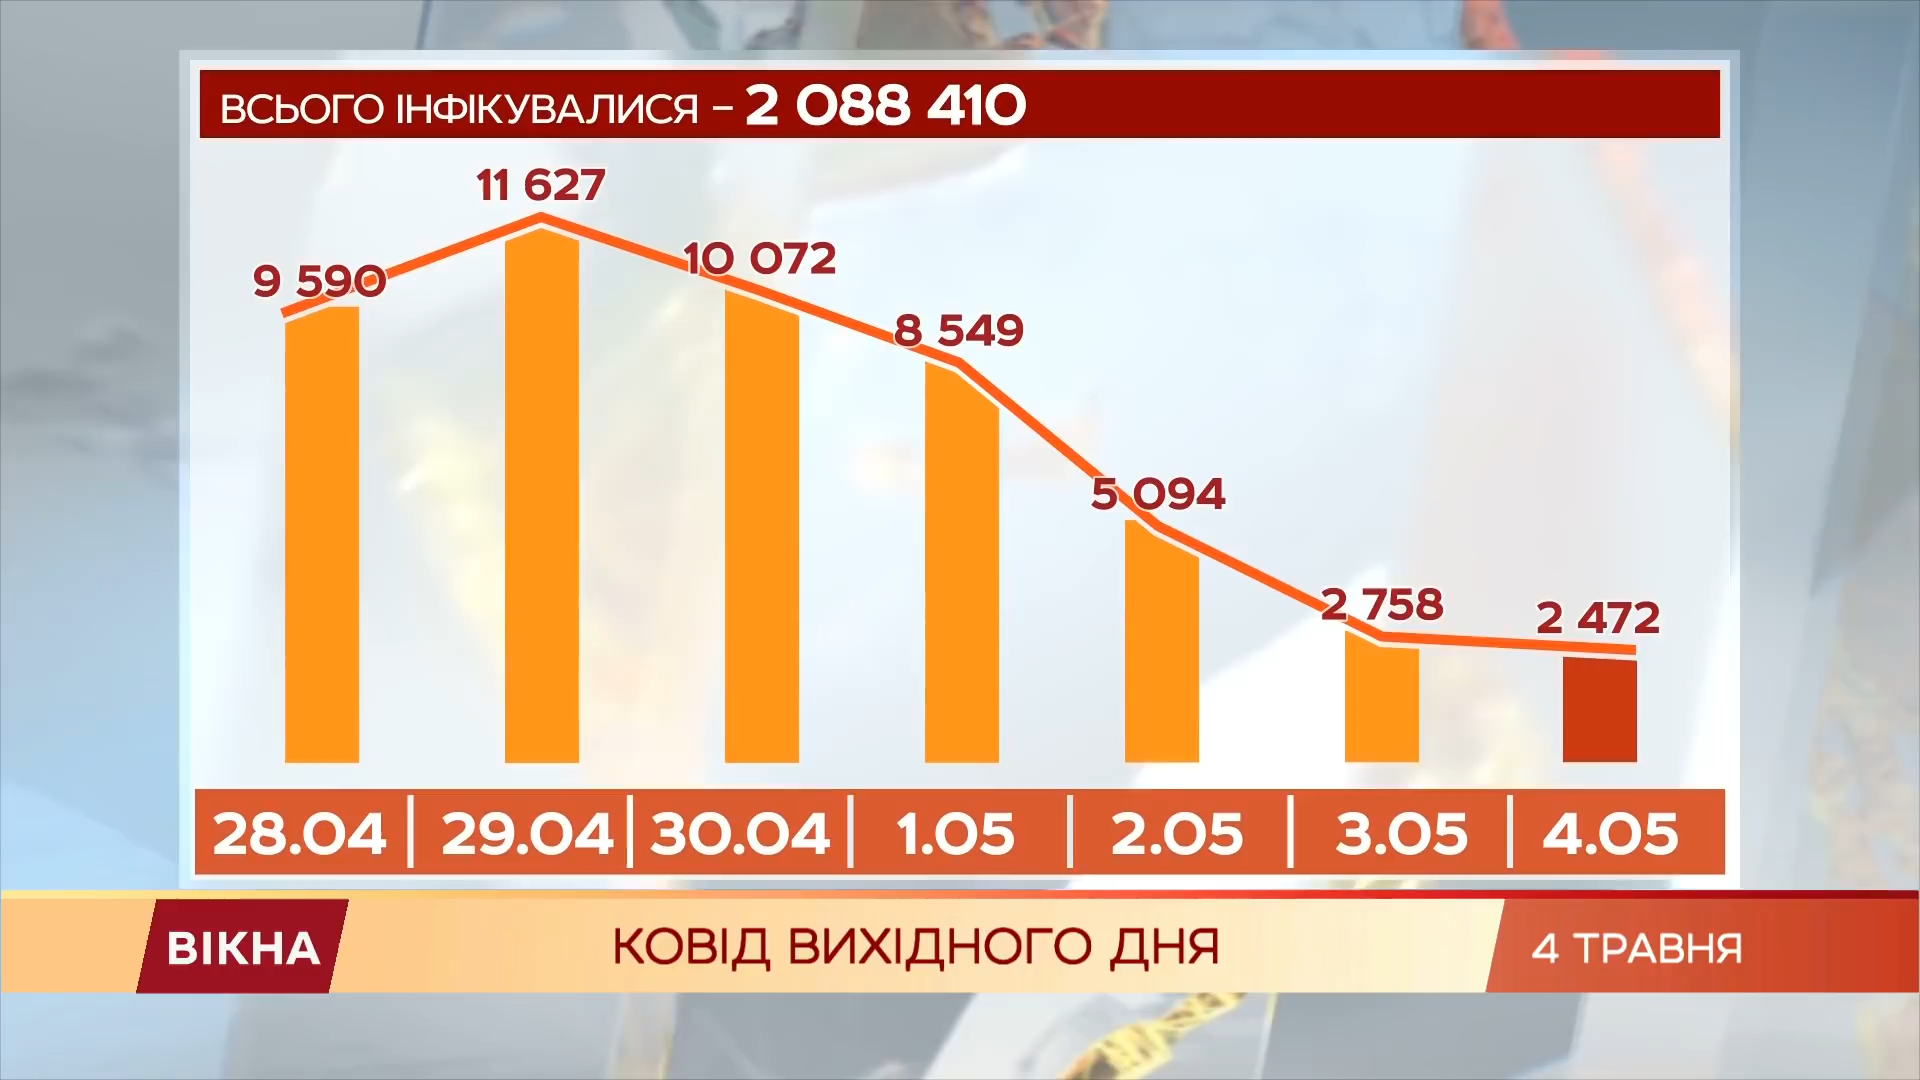 ВСЬОГО ІНФІКУВАЛИСЯ – 2 088 410
11 627
9 590
10 072
8 549
5 094
2 758
2 472
28.04 29.04 30.04 1.05 2.05 3.05 4.05
ВІКНА
КОВІД ВИХІДНОГО ДНЯ
4 ТРАВНЯ